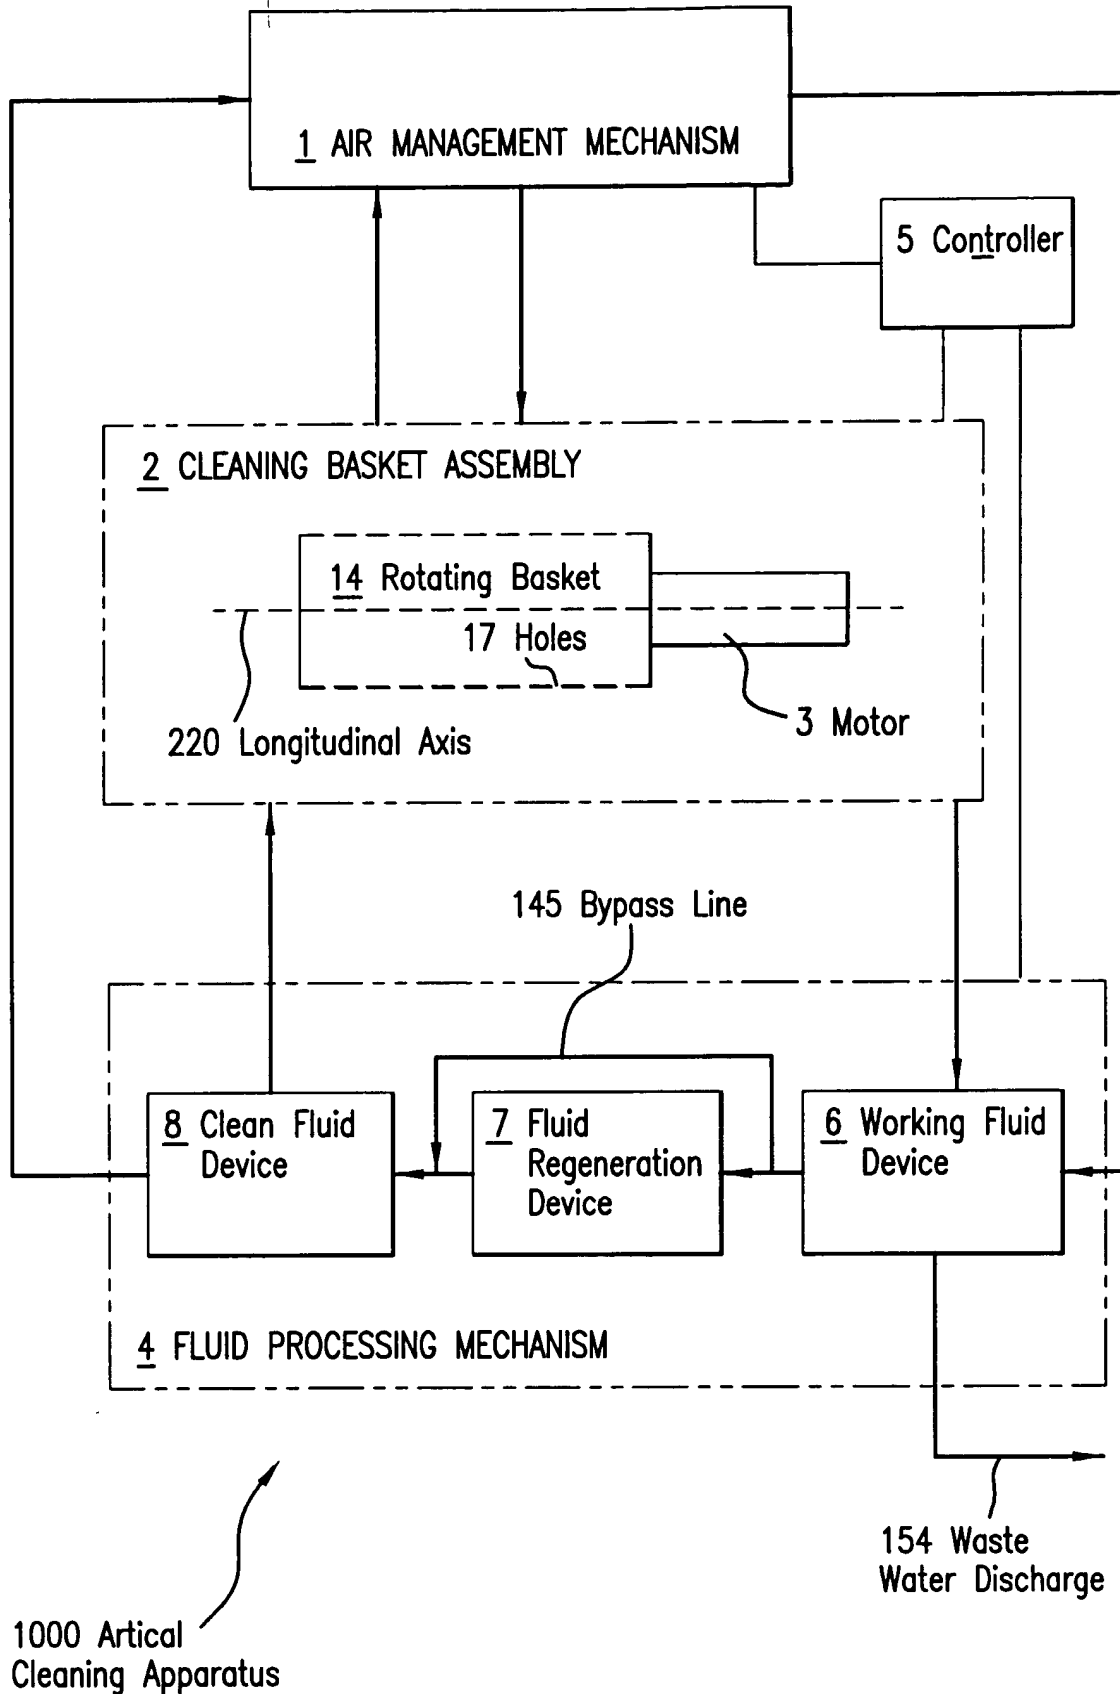 1 AIR MANAGEMENT MECHANISM
5 Controller
2 CLEANING BASKET ASSEMBLY
14 Rotating Basket
17 Holes
3 Motor
220 Longitudinal Axis
145 Bypass Line
8 Clean Fluid
Device
7 Fluid
Regeneration
Device
6 Working Fluid
Device
4 FLUID PROCESSING MECHANISM
154 Waste
Water Discharge
1000 Artical
Cleaning Apparatus